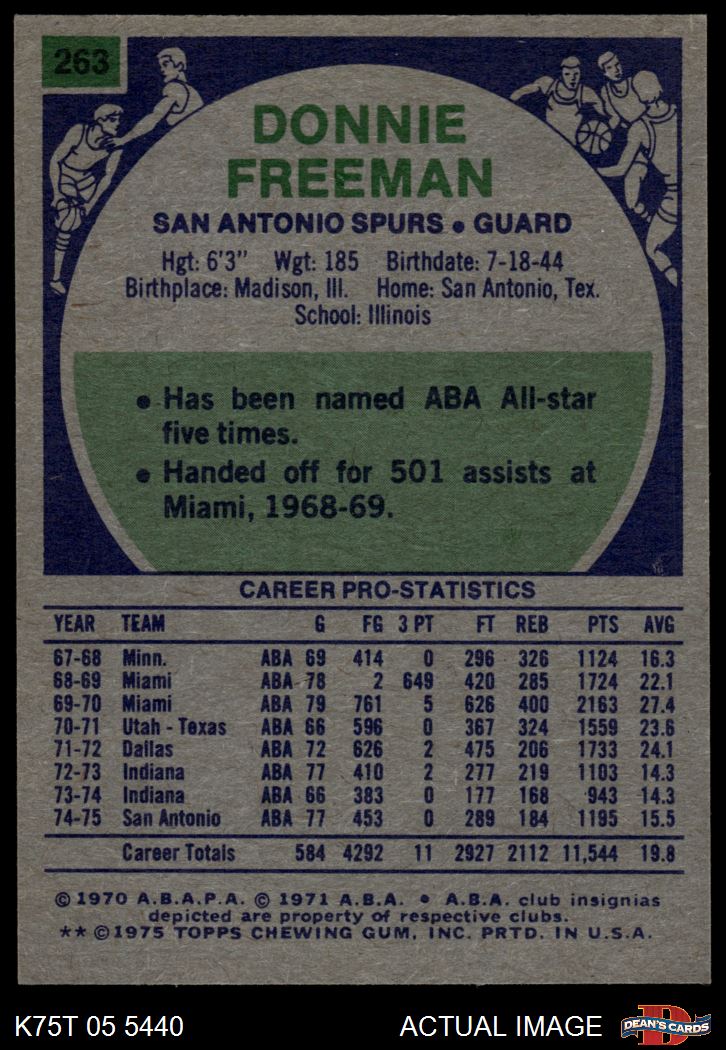 263
DONNIE
FREEMAN
SAN ANTONIO SPURS • GUARD
Hgt: 6'3" Wgt: 185 Birthdate: 7-18-44
Birthplace: Madison, Ill. Home: San Antonio, Tex.
School: Illinois
• Has been named ABA All-star
five times.
• Handed off for 501 assists at
Miami, 1968-69.
CAREER PRO-STATISTICS
YEAR TEAM G FG 3 PT FT REB PTS AVG
67-68 Minn. ABA 69 414 0 296 326 1124 16.3
68-69 Miami ABA 78 2 649 420 285 1724 22.1
69-70 Miami ABA 79 761 5 626 400 2163 27.4
70-71 Utah - Texas ABA 66 596 0 367 324 1559 23.6
71-72 Dallas ABA 72 626 2 475 206 1733 24.1
72-73 Indiana ABA 77 410 2 277 219 1103 14.3
73-74 Indiana ABA 66 383 0 177 168 943 14.3
74-75 San Antonio ABA 77 453 0 289 184 1195 15.5
Career Totals 584 4292 11 2927 2112 11,544 19.8
© 1970 A.B.A.P.A. © 1971 A.B.A. • A.B.A. club insignias
depicted are property of respective clubs.
** © 1975 TOPPS CHEWING GUM, INC. PRTD. IN U.S.A.
K75T 05 5440 ACTUAL IMAGE D DEAN'S CARDS